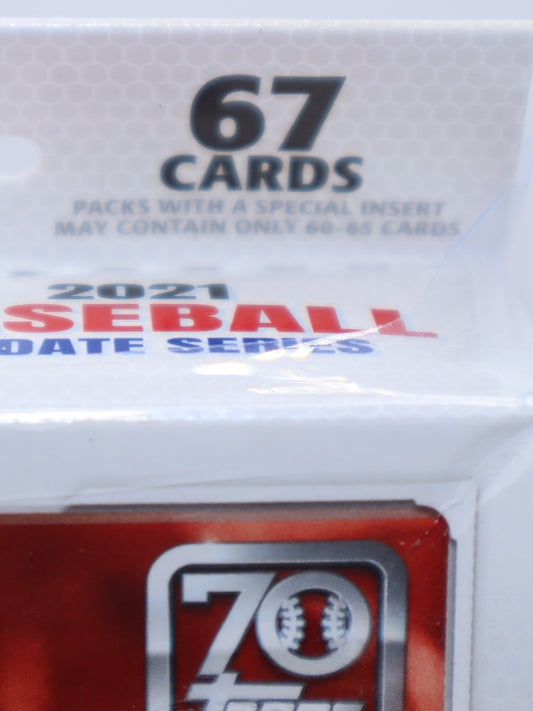 67
CARDS
PACKS WITH A SPECIAL INSERT
MAY CONTAIN ONLY 60-65 CARDS
2021
SEBALL
DATE SERIES
70